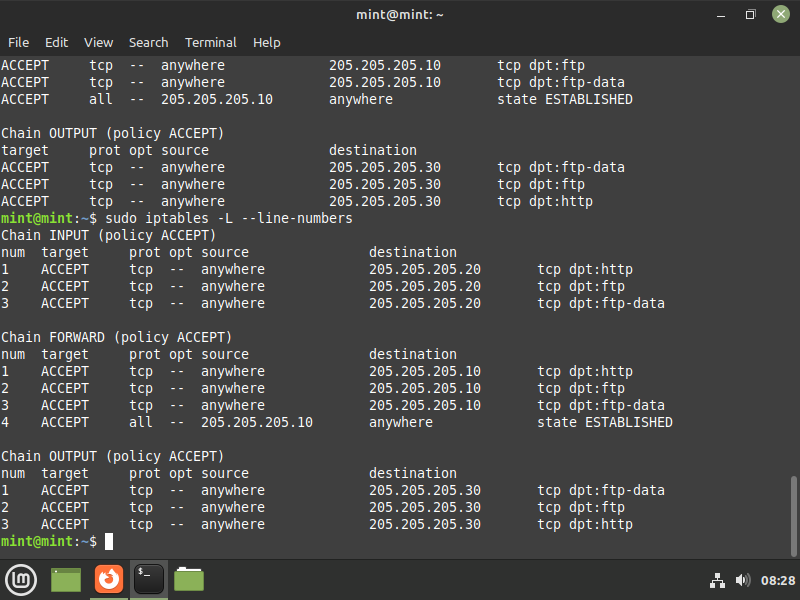 mint@mint: ~
File Edit View Search Terminal Help
ACCEPT     tcp  --  anywhere             205.205.205.10       tcp dpt:ftp
ACCEPT     tcp  --  anywhere             205.205.205.10       tcp dpt:ftp-data
ACCEPT     all  --  205.205.205.10       anywhere             state ESTABLISHED

Chain OUTPUT (policy ACCEPT)
target     prot opt source               destination
ACCEPT     tcp  --  anywhere             205.205.205.30       tcp dpt:ftp-data
ACCEPT     tcp  --  anywhere             205.205.205.30       tcp dpt:ftp
ACCEPT     tcp  --  anywhere             205.205.205.30       tcp dpt:http
mint@mint:~$ sudo iptables -L --line-numbers
Chain INPUT (policy ACCEPT)
num  target     prot opt source               destination
1    ACCEPT     tcp  --  anywhere             205.205.205.20       tcp dpt:http
2    ACCEPT     tcp  --  anywhere             205.205.205.20       tcp dpt:ftp
3    ACCEPT     tcp  --  anywhere             205.205.205.20       tcp dpt:ftp-data

Chain FORWARD (policy ACCEPT)
num  target     prot opt source               destination
1    ACCEPT     tcp  --  anywhere             205.205.205.10       tcp dpt:http
2    ACCEPT     tcp  --  anywhere             205.205.205.10       tcp dpt:ftp
3    ACCEPT     tcp  --  anywhere             205.205.205.10       tcp dpt:ftp-data
4    ACCEPT     all  --  205.205.205.10       anywhere             state ESTABLISHED

Chain OUTPUT (policy ACCEPT)
num  target     prot opt source               destination
1    ACCEPT     tcp  --  anywhere             205.205.205.30       tcp dpt:ftp-data
2    ACCEPT     tcp  --  anywhere             205.205.205.30       tcp dpt:ftp
3    ACCEPT     tcp  --  anywhere             205.205.205.30       tcp dpt:http
mint@mint:~$
08:28